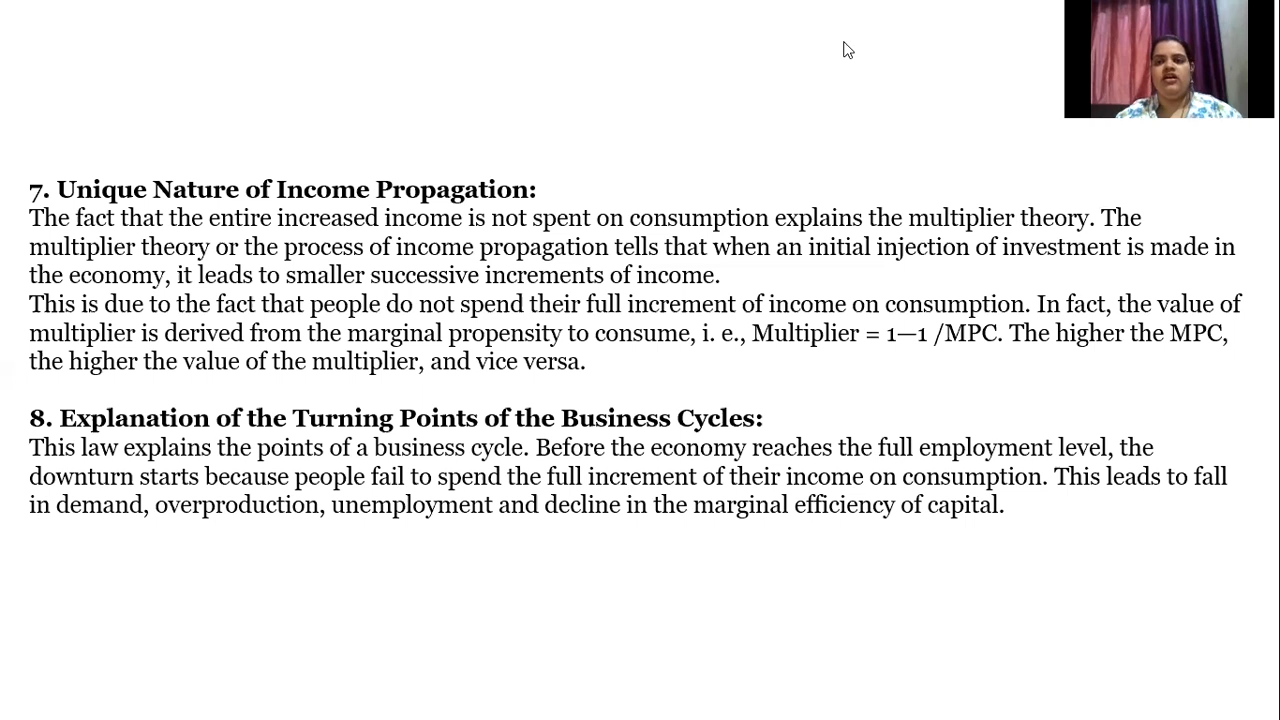 7. Unique Nature of Income Propagation:
The fact that the entire increased income is not spent on consumption explains the multiplier theory. The
multiplier theory or the process of income propagation tells that when an initial injection of investment is made in
the economy, it leads to smaller successive increments of income.
This is due to the fact that people do not spend their full increment of income on consumption. In fact, the value of
multiplier is derived from the marginal propensity to consume, i. e., Multiplier = 1—1 /MPC. The higher the MPC,
the higher the value of the multiplier, and vice versa.
8. Explanation of the Turning Points of the Business Cycles:
This law explains the points of a business cycle. Before the economy reaches the full employment level, the
downturn starts because people fail to spend the full increment of their income on consumption. This leads to fall
in demand, overproduction, unemployment and decline in the marginal efficiency of capital.